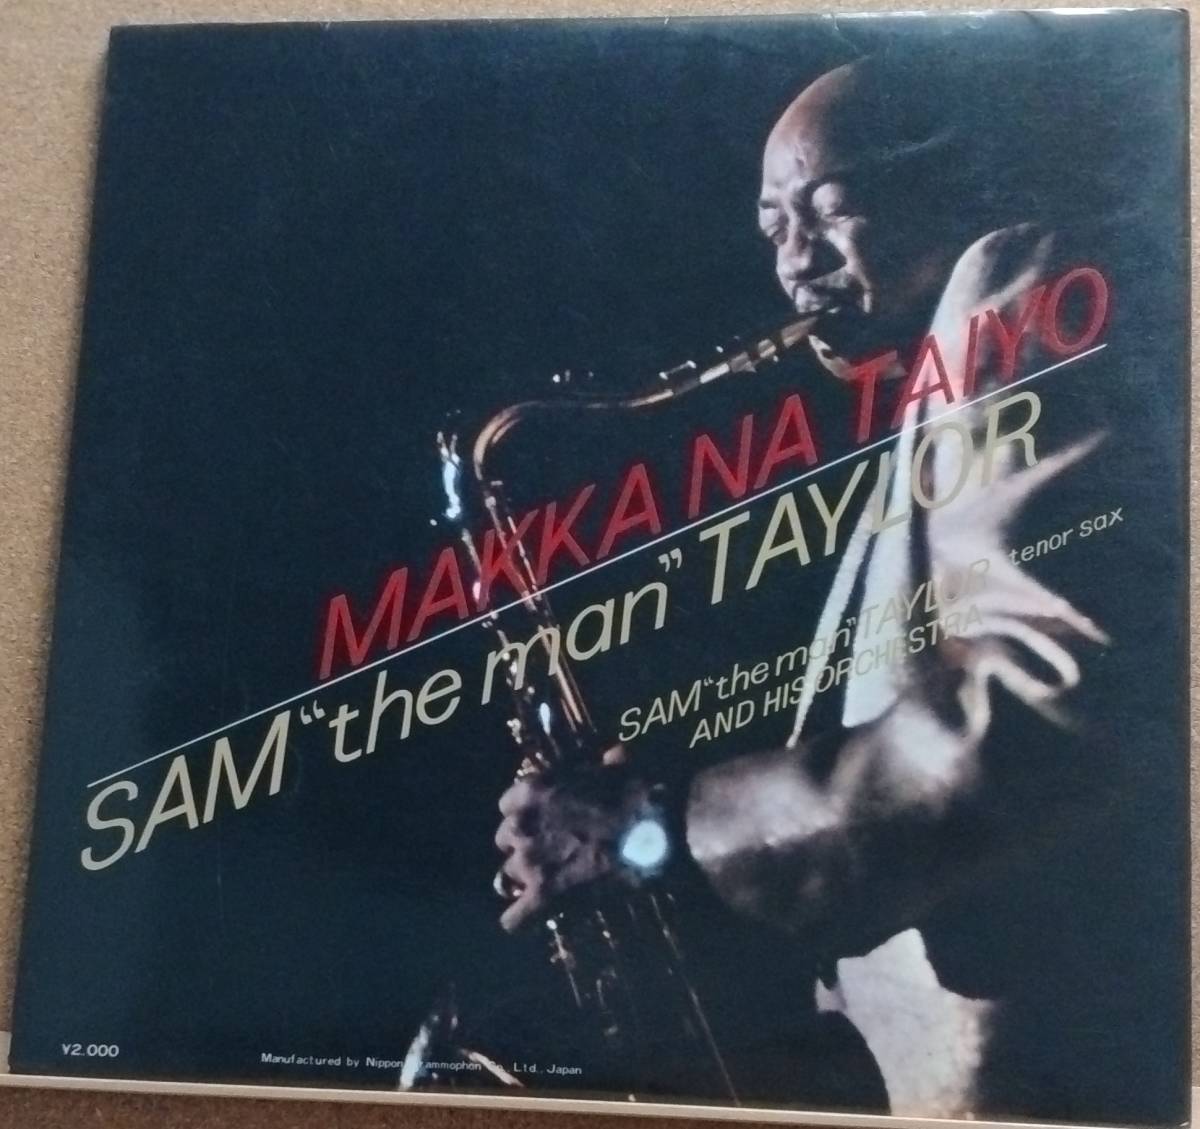 MAKKA NA TAIYO
SAM "the man" TAYLOR
SAM "the man" TAYLOR tenor sax
AND HIS ORCHESTRA
¥2.000
Manufactured by Nippon Grammophon Co., Ltd., Japan